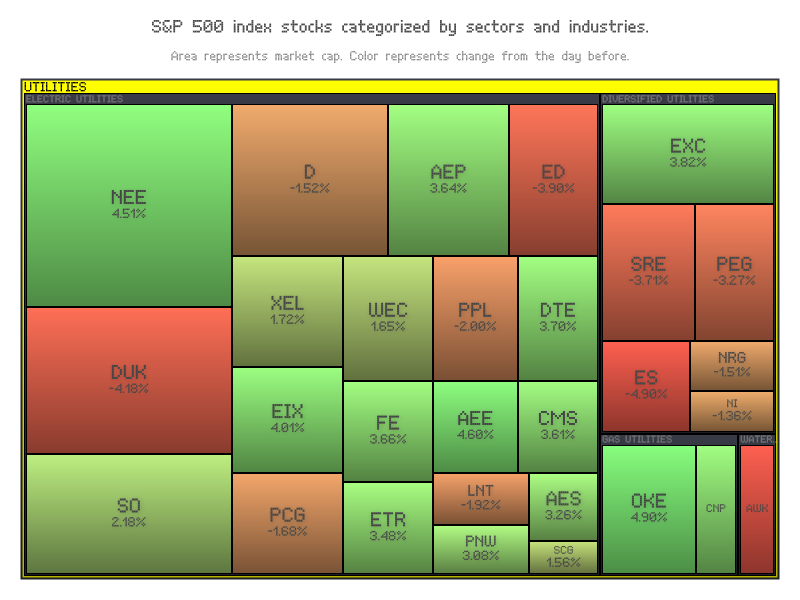 S&P 500 index stocks categorized by sectors and industries.
Area represents market cap. Color represents change from the day before.
UTILITIES
ELECTRIC UTILITIES
NEE
4.51%
DUK
-4.18%
SO
2.18%
D
-1.52%
AEP
3.64%
ED
-3.90%
XEL
1.72%
WEC
1.65%
PPL
-2.00%
DTE
3.70%
EIX
4.01%
FE
3.66%
AEE
4.60%
CMS
3.61%
PCG
-1.68%
ETR
3.48%
LNT
-1.92%
PNW
3.08%
AES
3.26%
SCG
1.56%
DIVERSIFIED UTILITIES
EXC
3.82%
SRE
-3.71%
PEG
-3.27%
ES
-4.90%
NRG
-1.51%
NI
-1.36%
GAS UTILITIES
OKE
4.90%
CNP
WATER
AWK